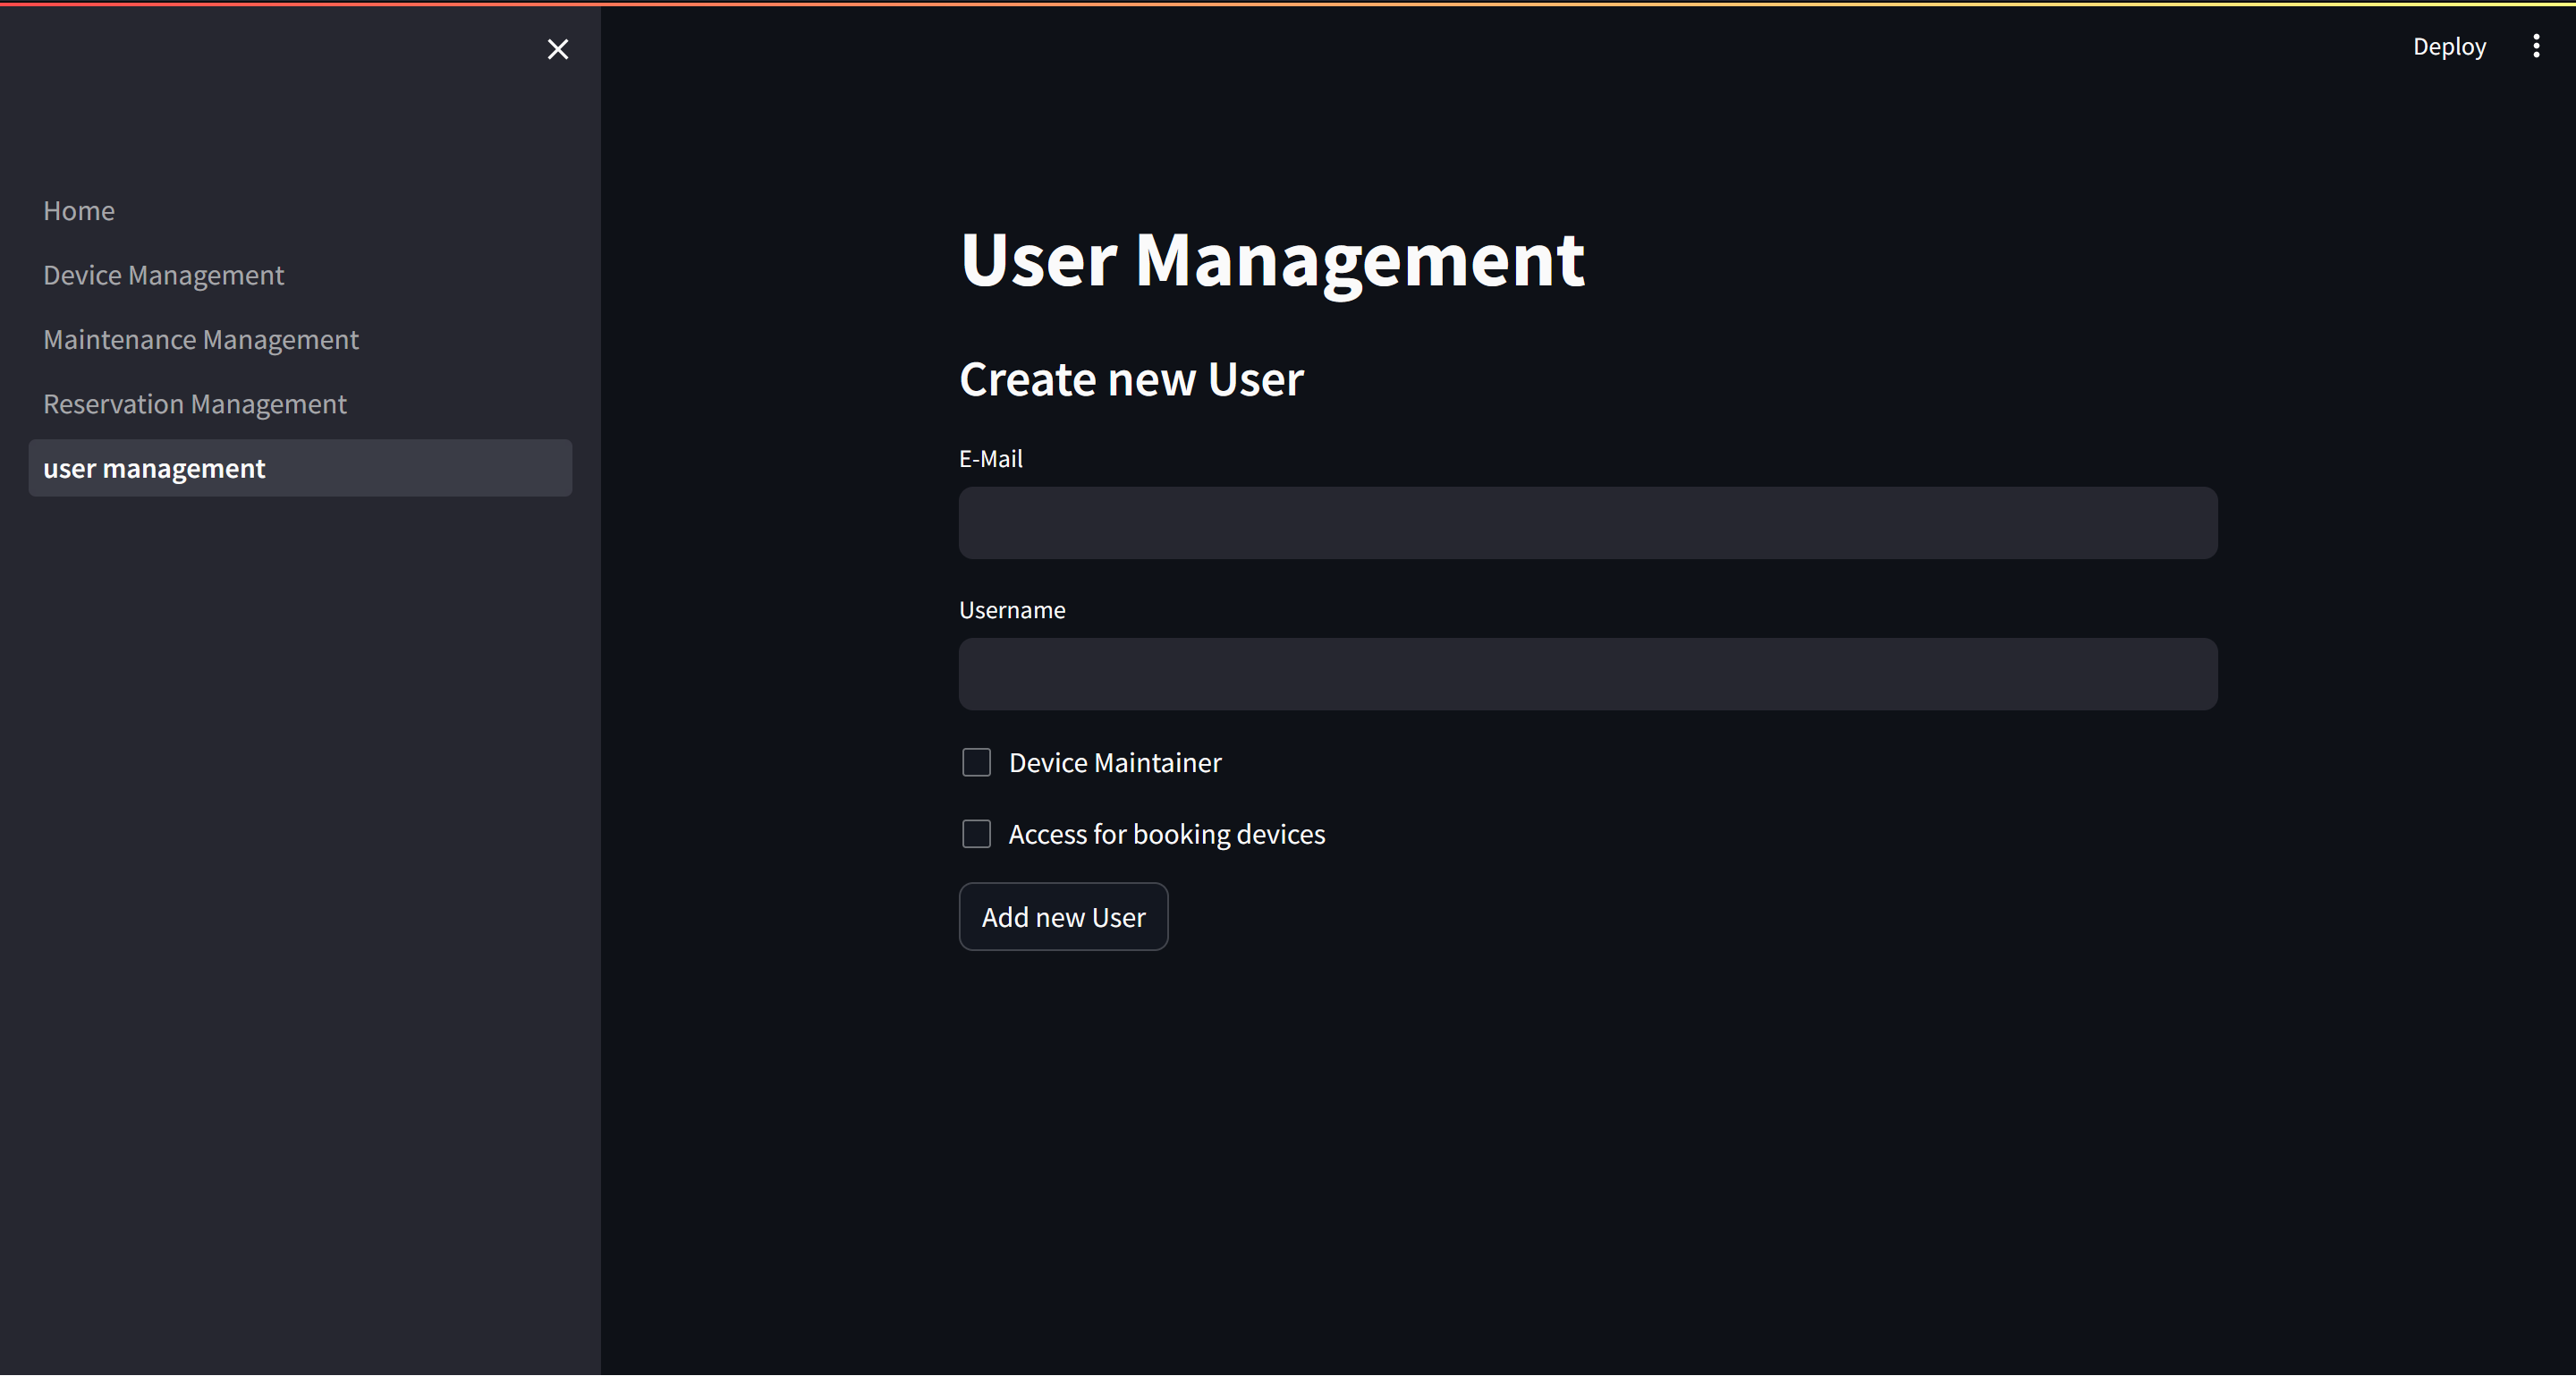 Deploy
Home
Device Management
Maintenance Management
Reservation Management
user management
User Management
Create new User
E-Mail
Username
Device Maintainer
Access for booking devices
Add new User